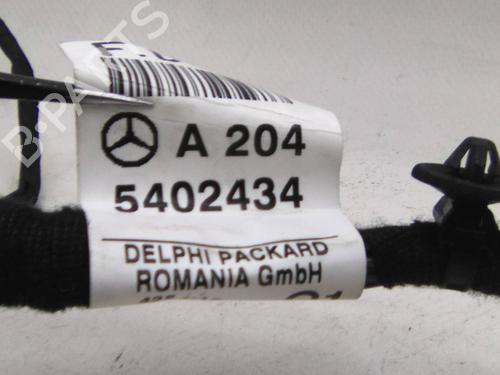 A 204
5402434
DELPHI PACKARD
ROMANIA GmbH
B-PARTS